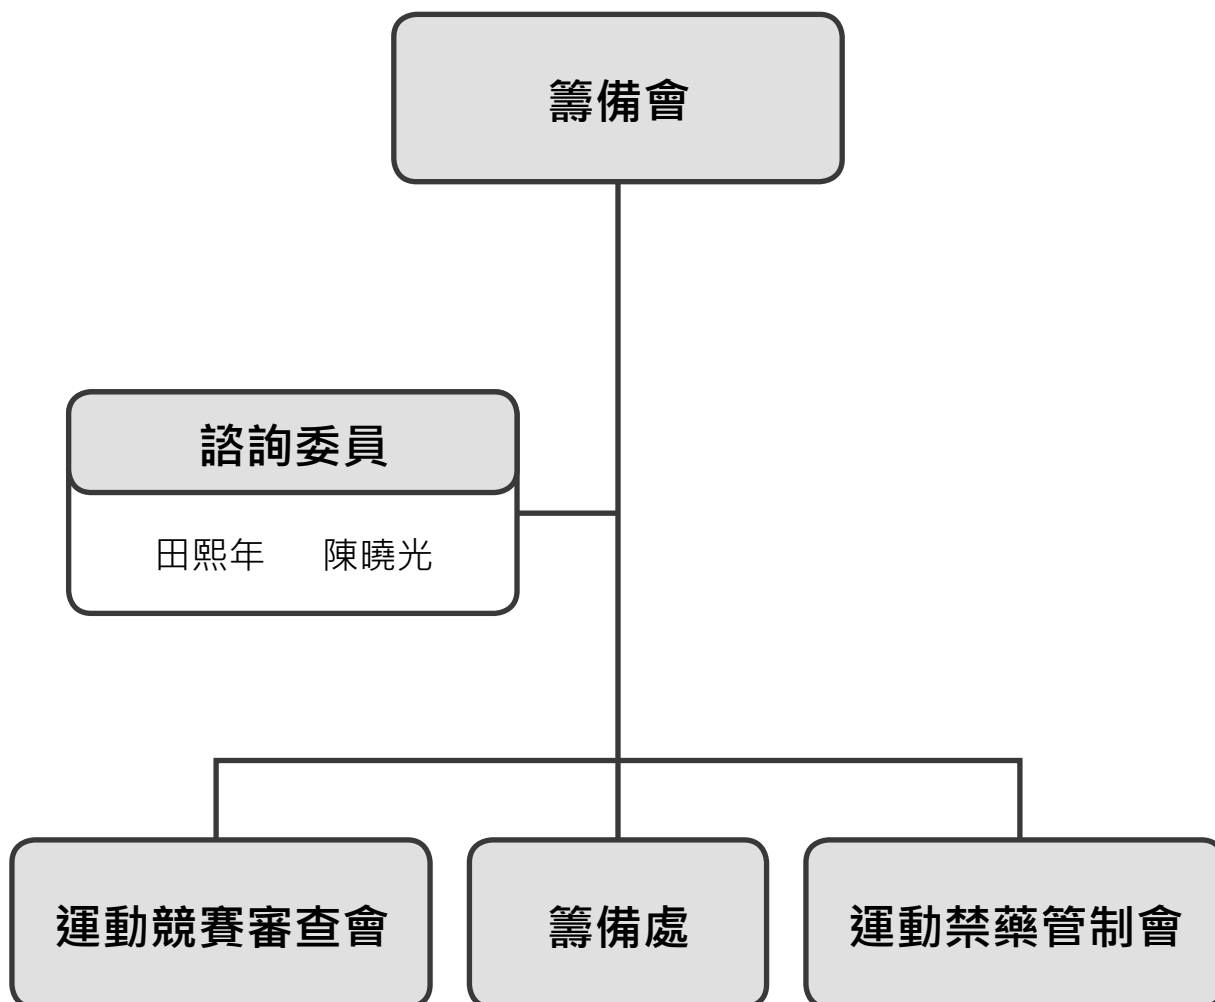 籌備會
諮詢委員
田熙年 陳曉光
運動競賽審查會
籌備處
運動禁藥管制會